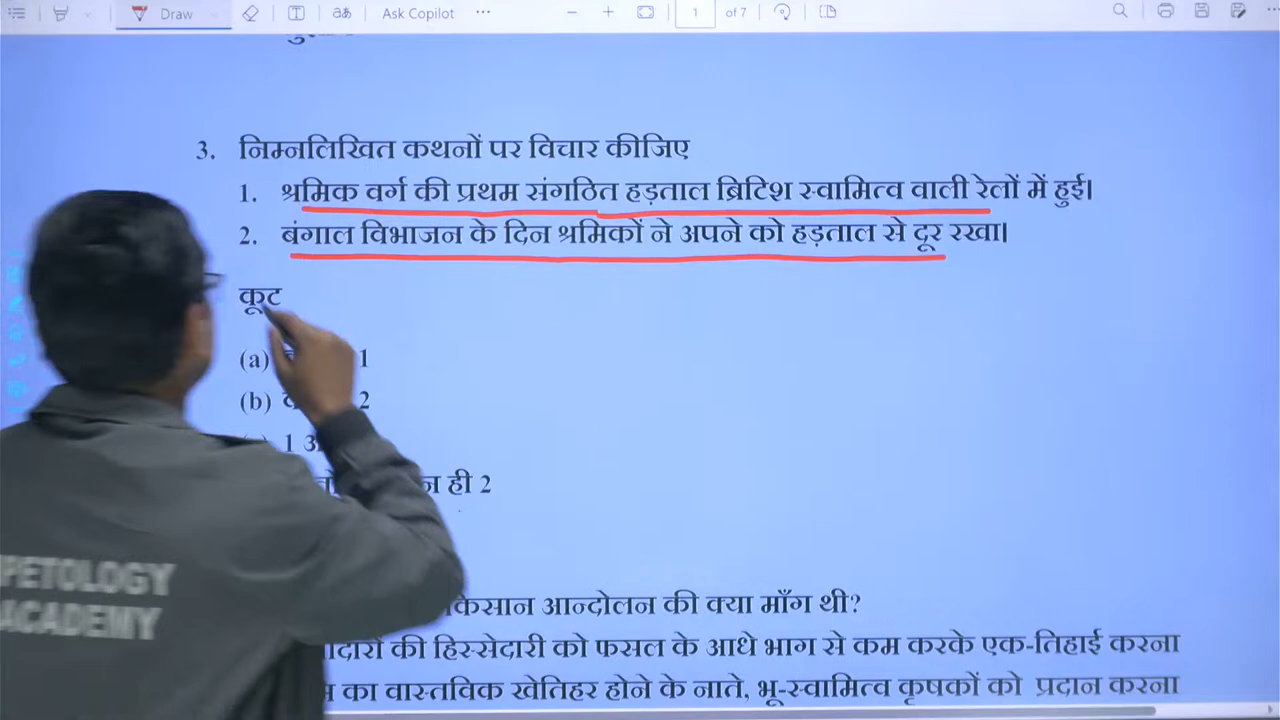 Draw
aあ
Ask Copilot
1 of 7
3. निम्नलिखित कथनों पर विचार कीजिए
1. श्रमिक वर्ग की प्रथम संगठित हड़ताल ब्रिटिश स्वामित्व वाली रेलों में हुई।
2. बंगाल विभाजन के दिन श्रमिकों ने अपने को हड़ताल से दूर रखा।
कूट
(a) 1
(b) 2
1
ही 2
किसान आन्दोलन की क्या माँग थी?
की हिस्सेदारी को फसल के आधे भाग से कम करके एक-तिहाई करना
का वास्तविक खेतिहर होने के नाते, भू-स्वामित्व कृषकों को प्रदान करना
ACADEMY